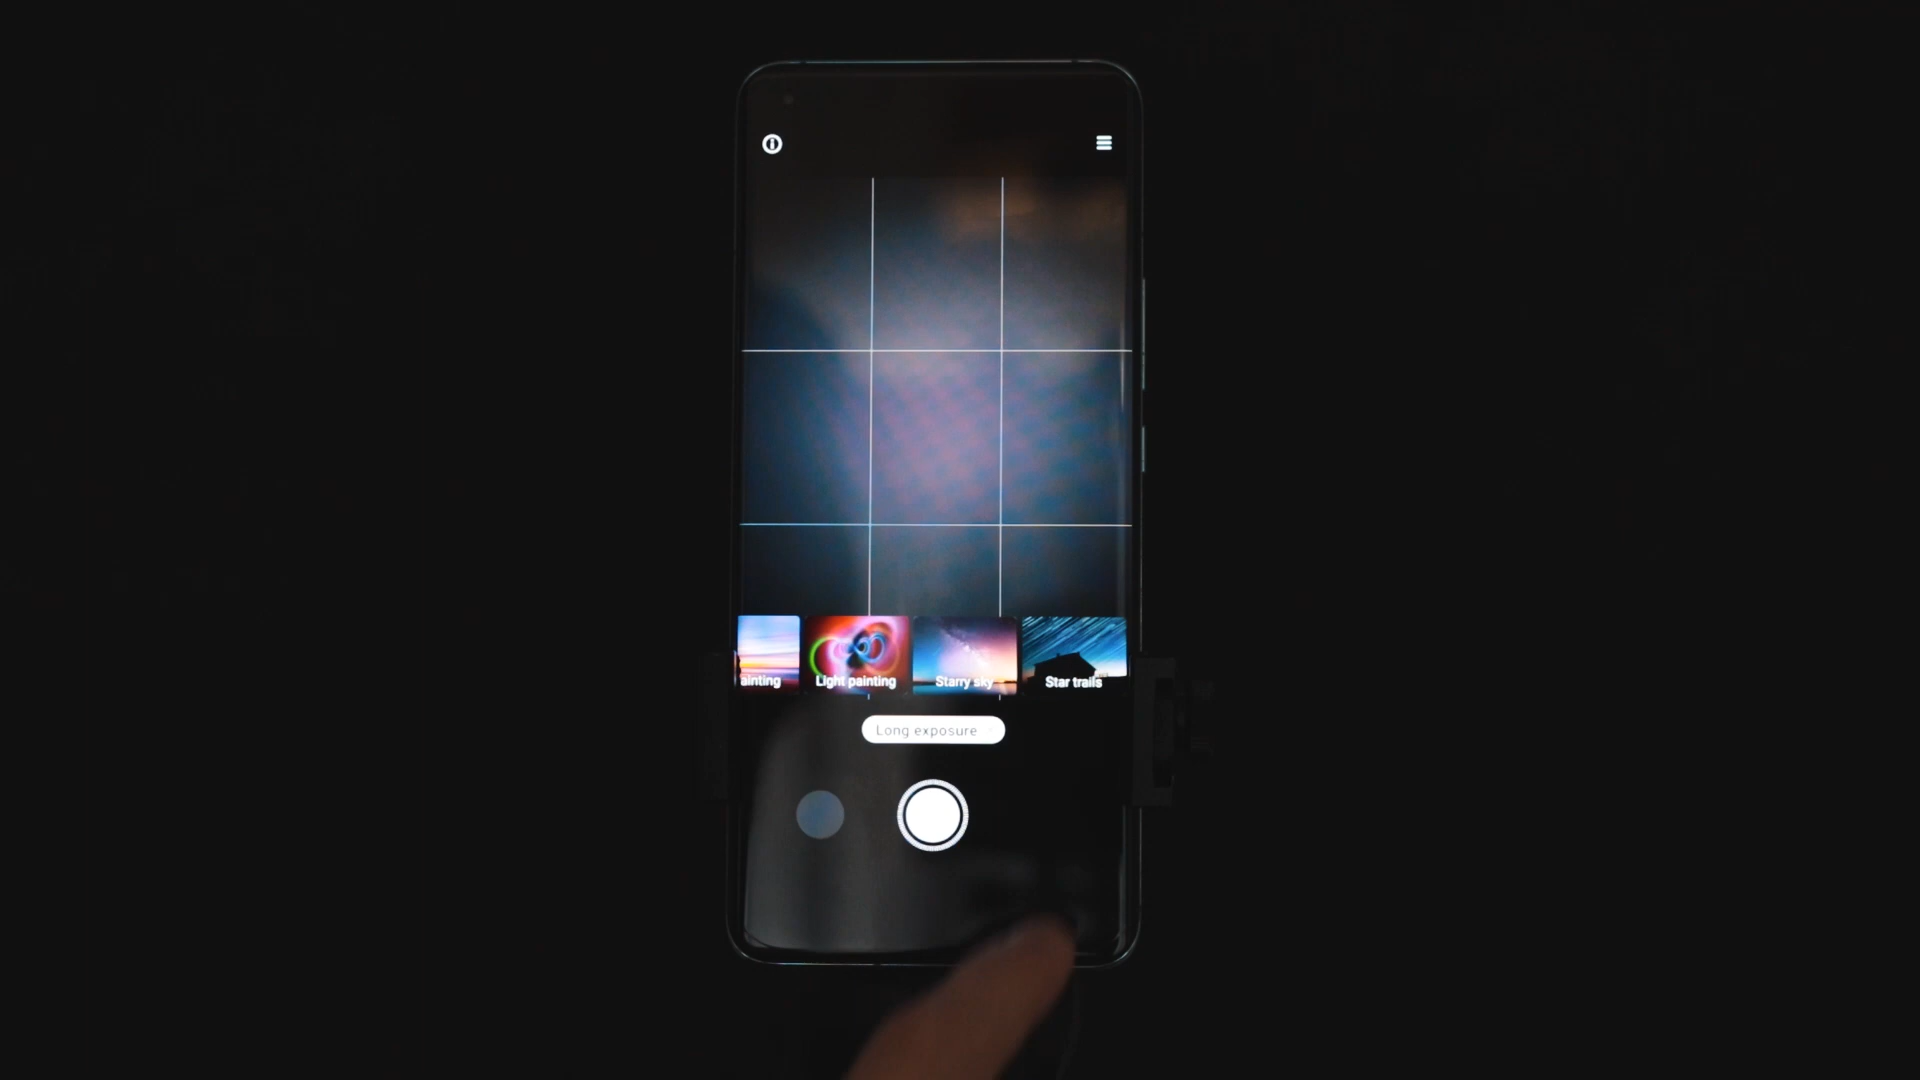 ainting
Light painting
Starry sky
Star trails
Long exposure